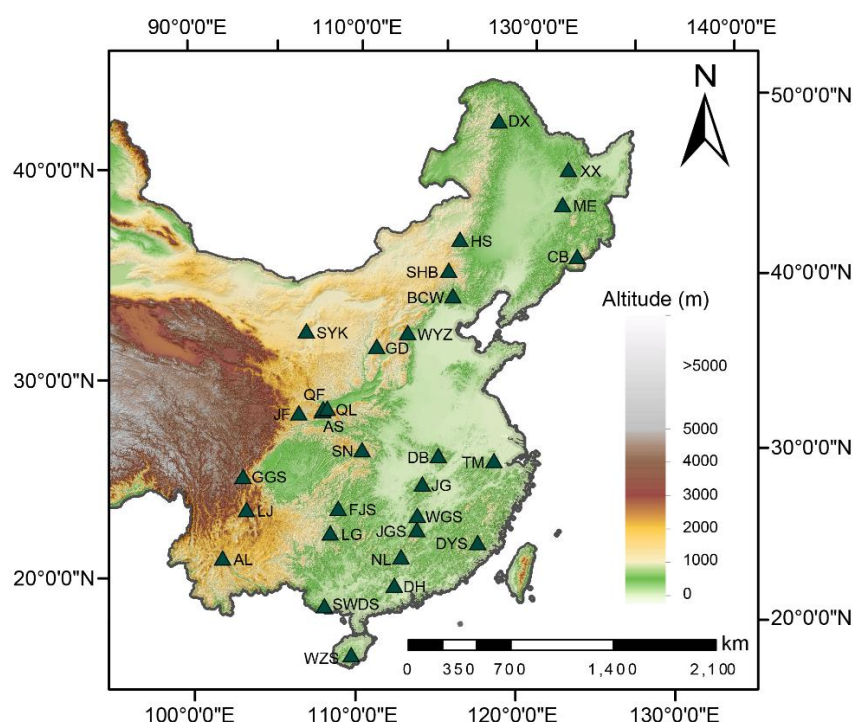 90°0'0"E 110°0'0"E 130°0'0"E 140°0'0"E
N
50°0'0"N
40°0'0"N
DX
XX
ME
HS
CB
SHB
40°0'0"N
BCW
Altitude (m)
SYK
WYZ
GD
>5000
30°0'0"N
QF
JF
QL
AS
5000
SN
DB
TM
30°0'0"N
4000
GGS
JG
3000
LJ
FJS
WGS
JGS
2000
LG
DYS
AL
NL
1000
20°0'0"N
DH
0
SWDS
20°0'0"N
km
WZS
0 350 700 1,400 2,100
100°0'0"E 110°0'0"E 120°0'0"E 130°0'0"E